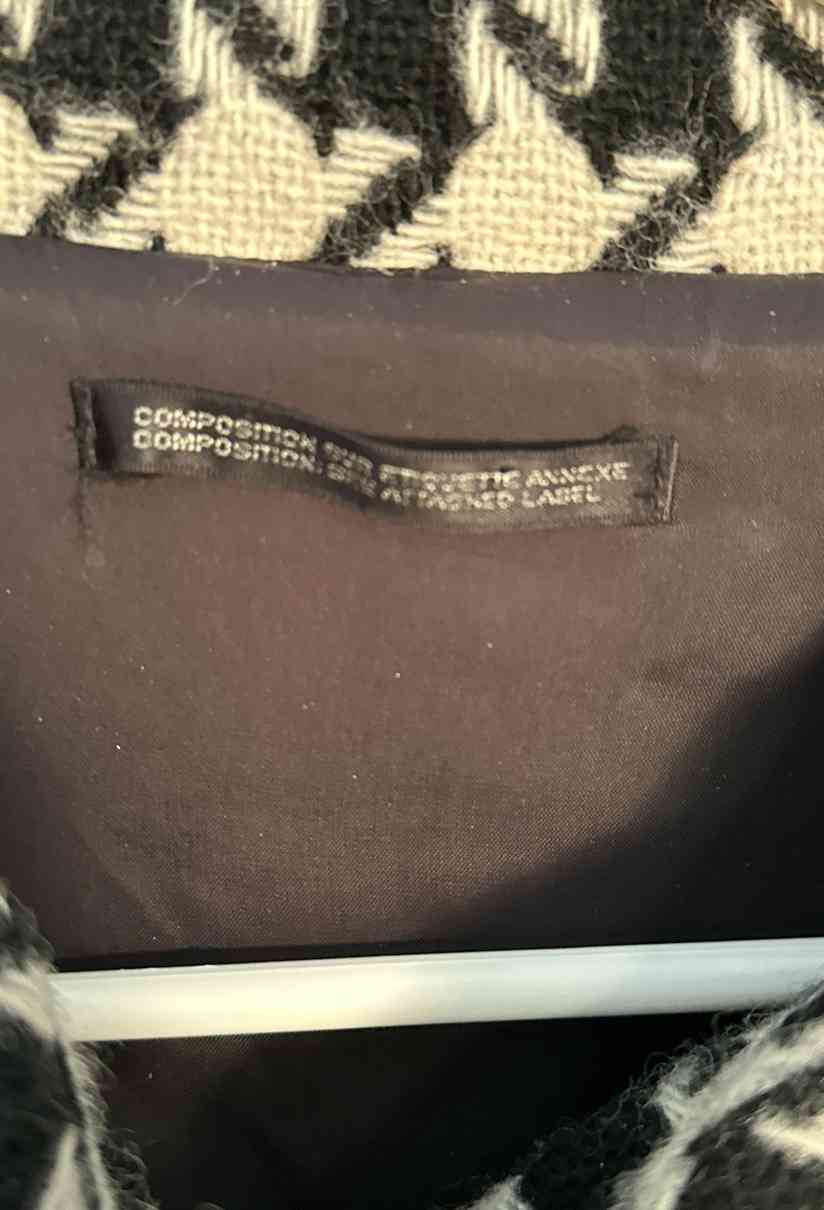 COMPOSITION SUR ETIQUETTE ANNEXE
COMPOSITION: SEE ATTACHED LABEL